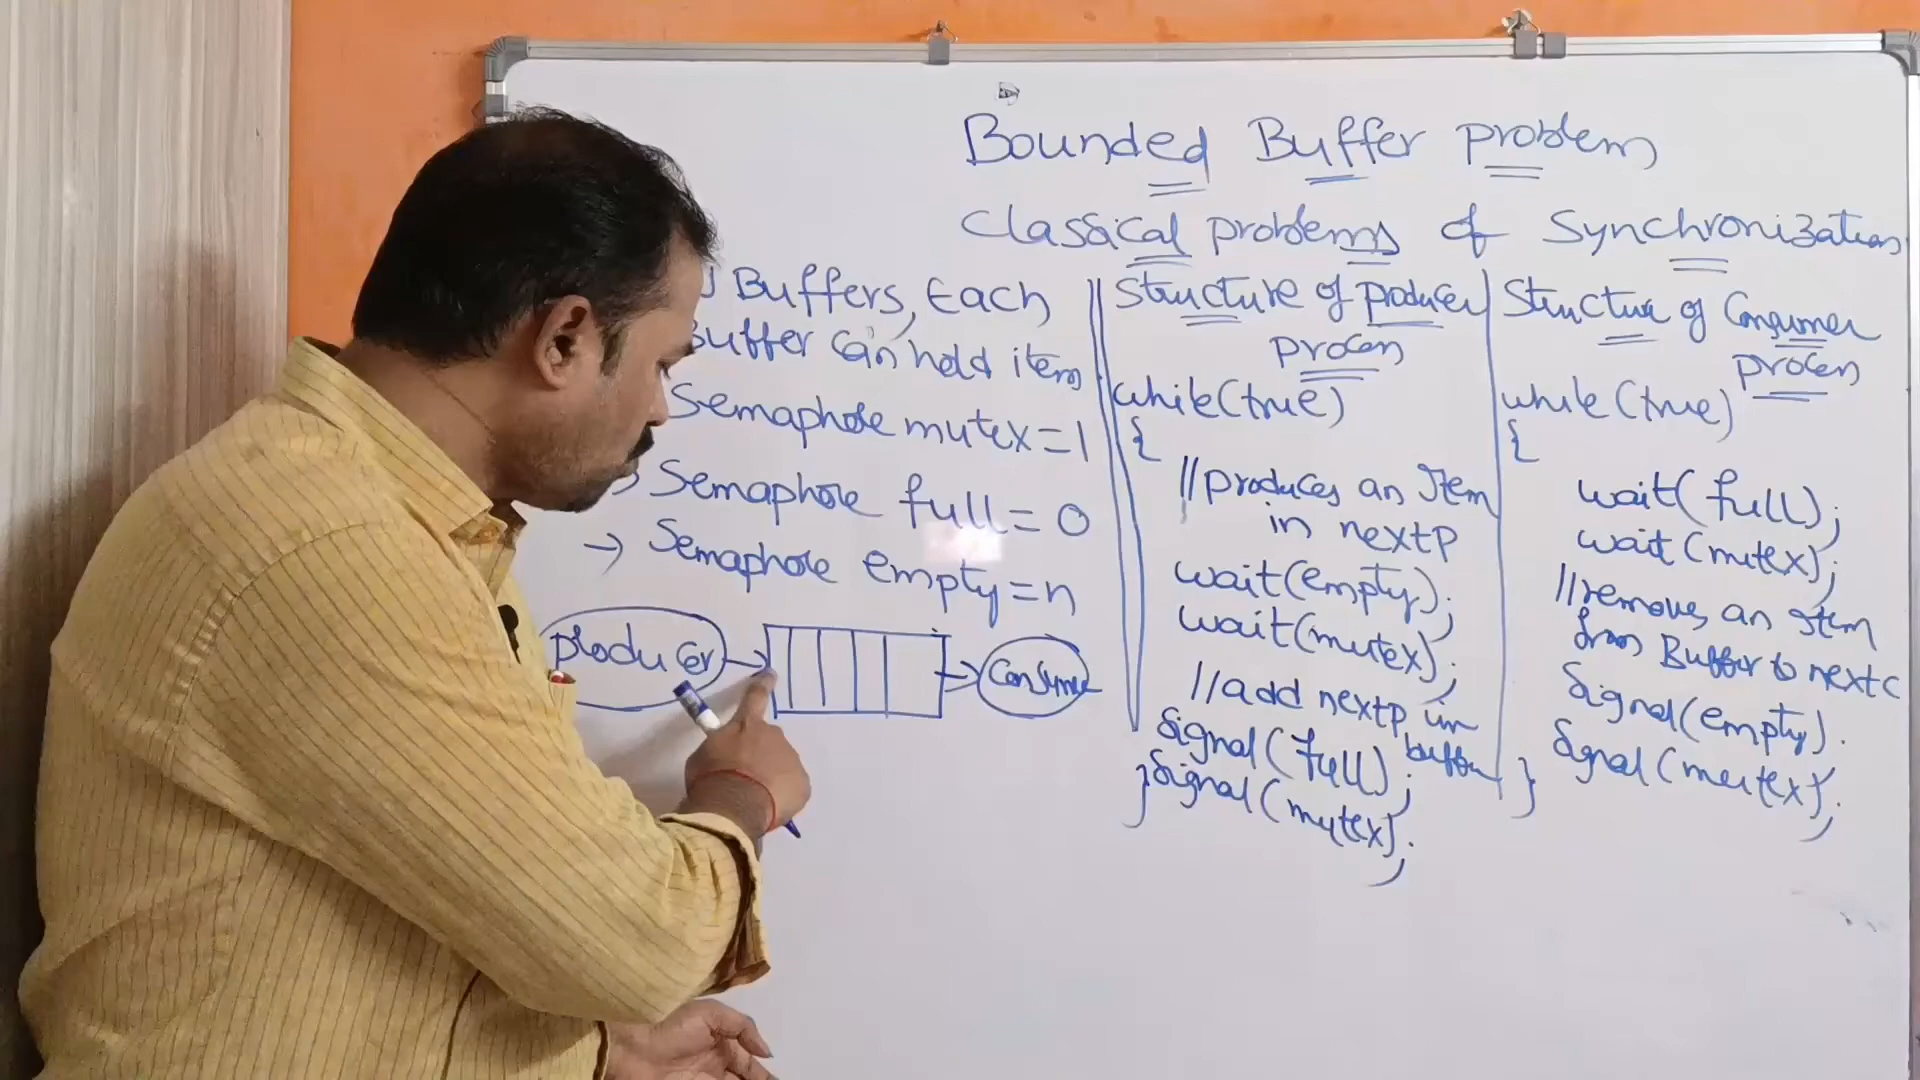 Bounded Buffer problem
Classical problems of Synchronization
Buffers, Each
Buffer can hold item
Semaphore mutex=1
Semaphore full=0
→ Semaphore empty=n
Producer
Consumer
Structure of producer
process
while(true)
{
//produces an Item
in nextp
wait(empty);
wait(mutex);
//add nextp in
buffer
signal(full);
} signal(mutex);
Structure of Consumer
process
while(true)
{
wait(full);
wait(mutex);
//remove an Item
from Buffer to nextc
Signal(empty).
Signal(mutex);
}